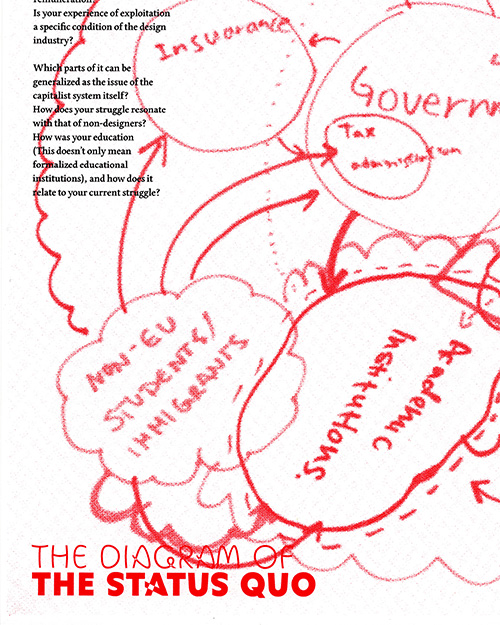 remuneration?
Is your experience of exploitation
a specific condition of the design
industry?
Which parts of it can be
generalized as the issue of the
capitalist system itself?
How does your struggle resonate
with that of non-designers?
How was your education
(This doesn't only mean
formalized educational
institutions), and how does it
relate to your current struggle?
Insuorance.
Governm
Tax
administration
NON-EU
STUDENTS/
IMMIGRANTS
Academic
Institutions.
THE DIAGRAM OF
THE STATUS QUO